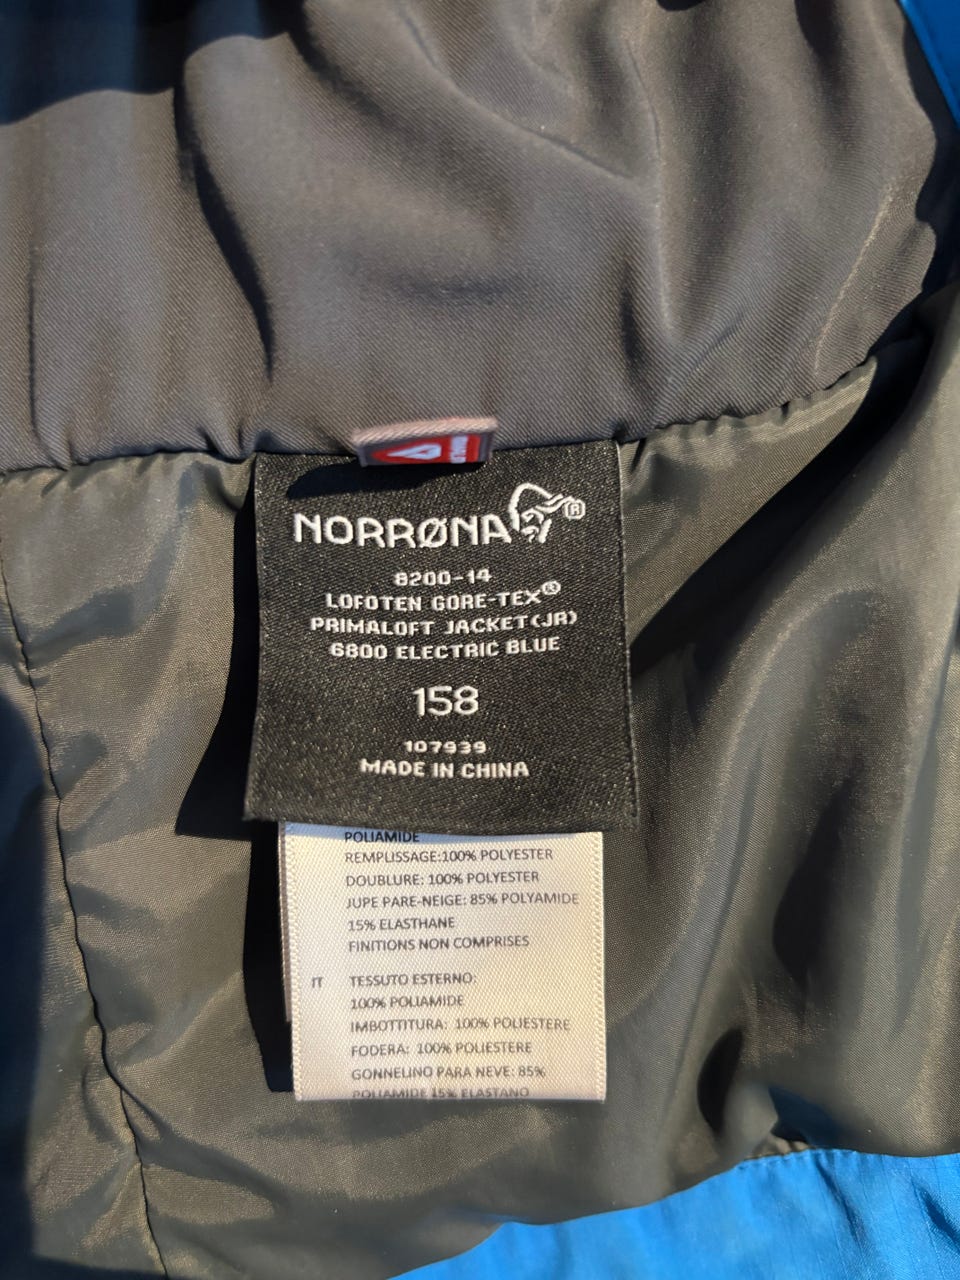 NORRØNA®
8200-14
LOFOTEN GORE-TEX®
PRIMALOFT JACKET(JR)
6800 ELECTRIC BLUE
158
107939
MADE IN CHINA
POLIAMIDE
REMPLISSAGE:100% POLYESTER
DOUBLURE: 100% POLYESTER
JUPE PARE-NEIGE: 85% POLYAMIDE
15% ELASTHANE
FINITIONS NON COMPRISES
IT TESSUTO ESTERNO:
100% POLIAMIDE
IMBOTTITURA: 100% POLIESTERE
FODERA: 100% POLIESTERE
GONNELINO PARA NEVE: 85%
POLIAMIDE 15% ELASTANO